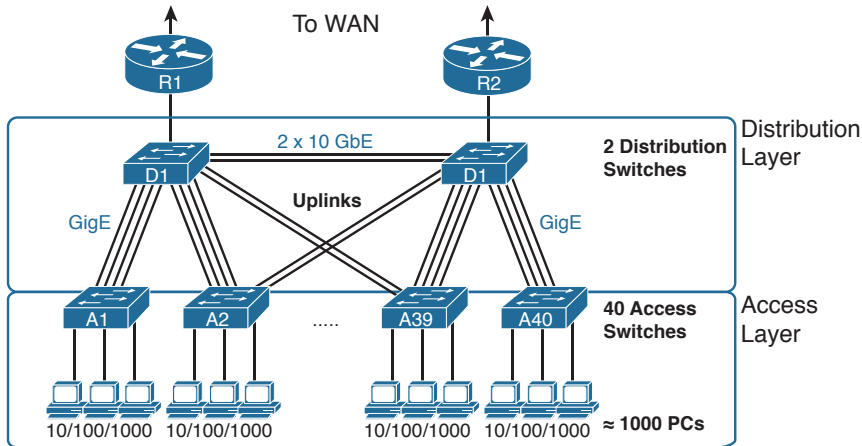 To WAN
R1
R2
Distribution
Layer
2 x 10 GbE
2 Distribution
Switches
D1
D1
Uplinks
GigE
GigE
A1
A2
.....
A39
A40
40 Access
Switches
Access
Layer
10/100/1000
10/100/1000
10/100/1000
10/100/1000
≈ 1000 PCs